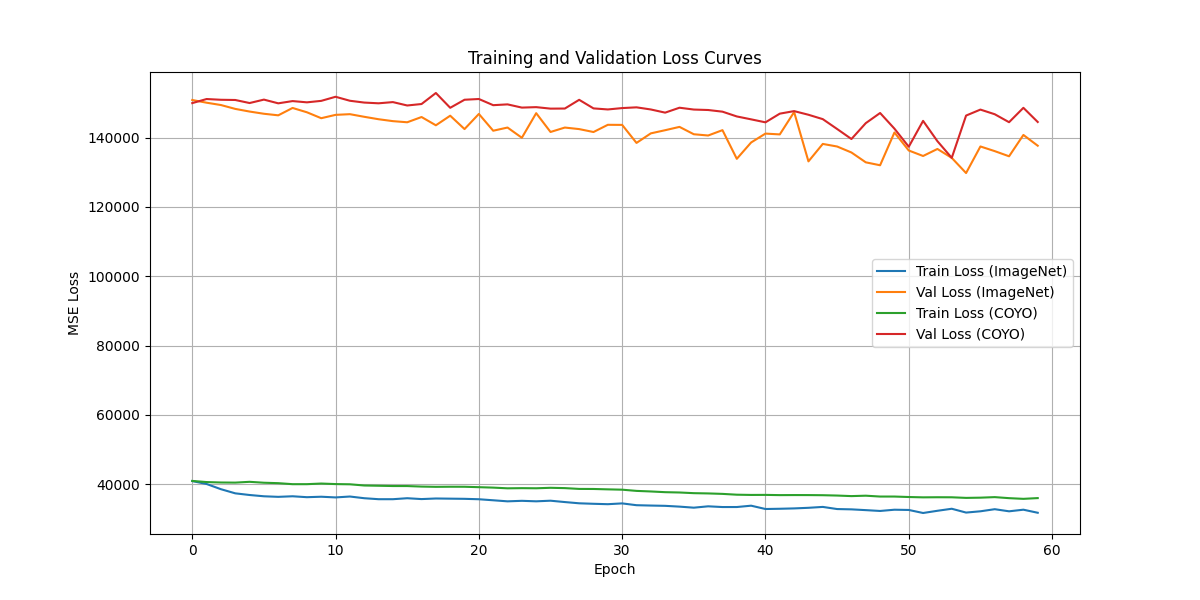 Training and Validation Loss Curves
MSE Loss
140000
120000
100000
80000
60000
40000
0
10
20
30
40
50
60
Epoch
Train Loss (ImageNet)
Val Loss (ImageNet)
Train Loss (COYO)
Val Loss (COYO)